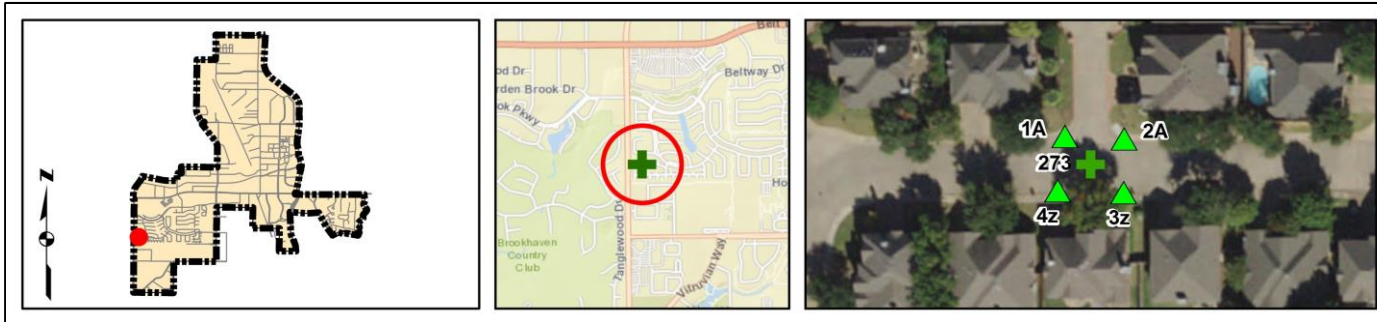 Z
Belt
od Dr
rden Brook Dr
ok Pkwy
Beltway Dr
Ho
Tanglewood Dr
Brookhaven
Country
Club
Vitruvian Way
1A
2A
273
4z
3z